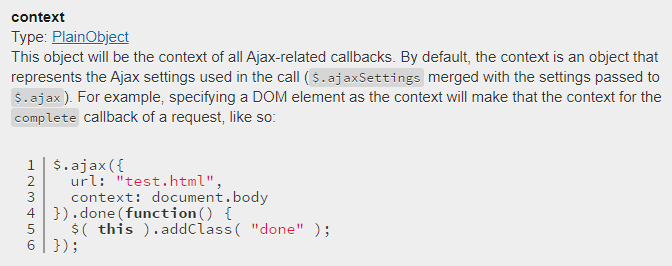 context
Type: PlainObject
This object will be the context of all Ajax-related callbacks. By default, the context is an object that
represents the Ajax settings used in the call ( $.ajaxSettings merged with the settings passed to
$.ajax ). For example, specifying a DOM element as the context will make that the context for the
complete callback of a request, like so:
1 $.ajax({
2   url: "test.html",
3   context: document.body
4 }).done(function() {
5   $( this ).addClass( "done" );
6 });